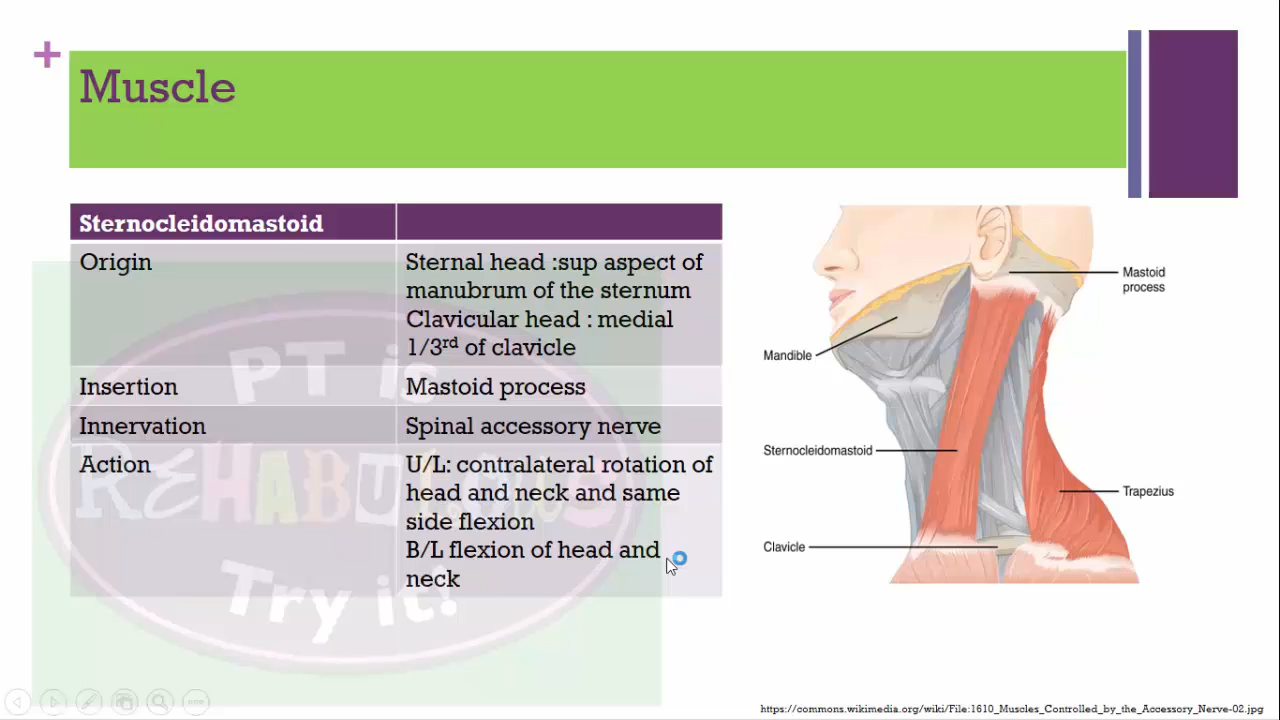 +
Muscle
Sternocleidomastoid
Origin
Sternal head :sup aspect of
manubrum of the sternum
Clavicular head : medial
1/3rd of clavicle
Insertion
Mastoid process
Innervation
Spinal accessory nerve
Action
U/L: contralateral rotation of
head and neck and same
side flexion
B/L flexion of head and
neck
PT is
Try it!
Mastoid
process
Mandible
Sternocleidomastoid
Trapezius
Clavicle
https://commons.wikimedia.org/wiki/File:1610_Muscles_Controlled_by_the_Accessory_Nerve-02.jpg